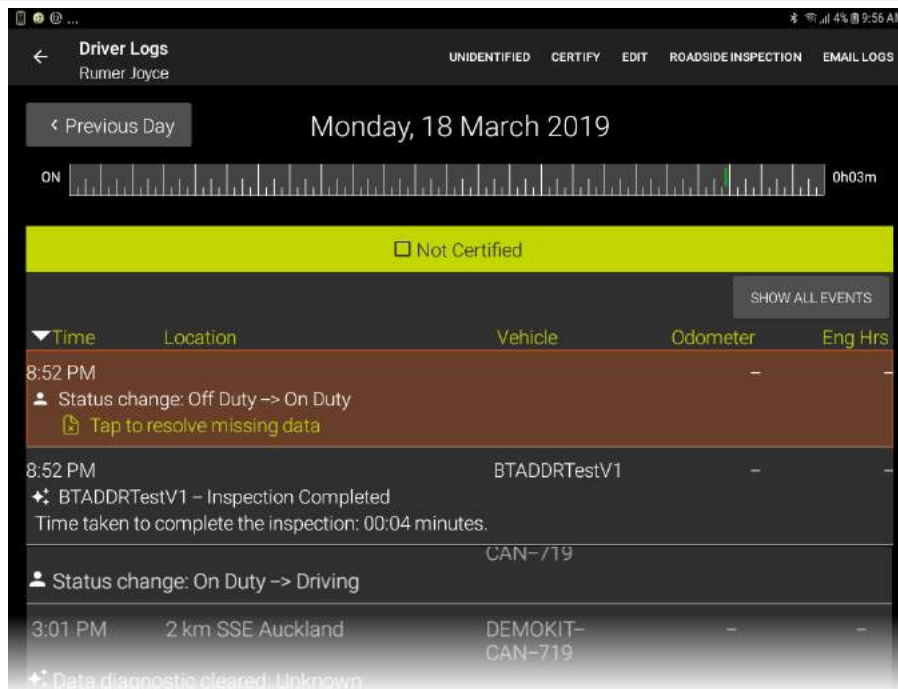 4% 9:56 AM
Driver Logs
Rumer Joyce
UNIDENTIFIED CERTIFY EDIT ROADSIDE INSPECTION EMAIL LOGS
< Previous Day
Monday, 18 March 2019
ON 0h03m
Not Certified
SHOW ALL EVENTS
Time Location Vehicle Odometer Eng Hrs
8:52 PM – –
Status change: Off Duty –> On Duty
Tap to resolve missing data
8:52 PM BTADDRTestV1 – –
BTADDRTestV1 – Inspection Completed
Time taken to complete the inspection: 00:04 minutes.
CAN–719
Status change: On Duty –> Driving
3:01 PM 2 km SSE Auckland DEMOKIT– – –
CAN–719
Data diagnostic cleared: Unknown